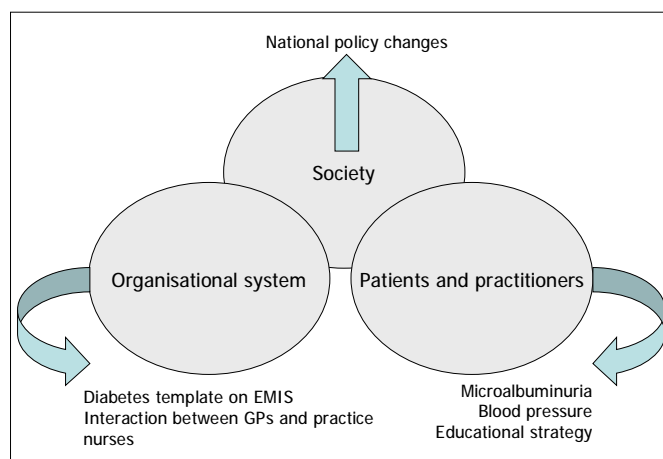 National policy changes
Society
Organisational system
Patients and practitioners
Diabetes template on EMIS
Interaction between GPs and practice
nurses
Microalbuminuria
Blood pressure
Educational strategy